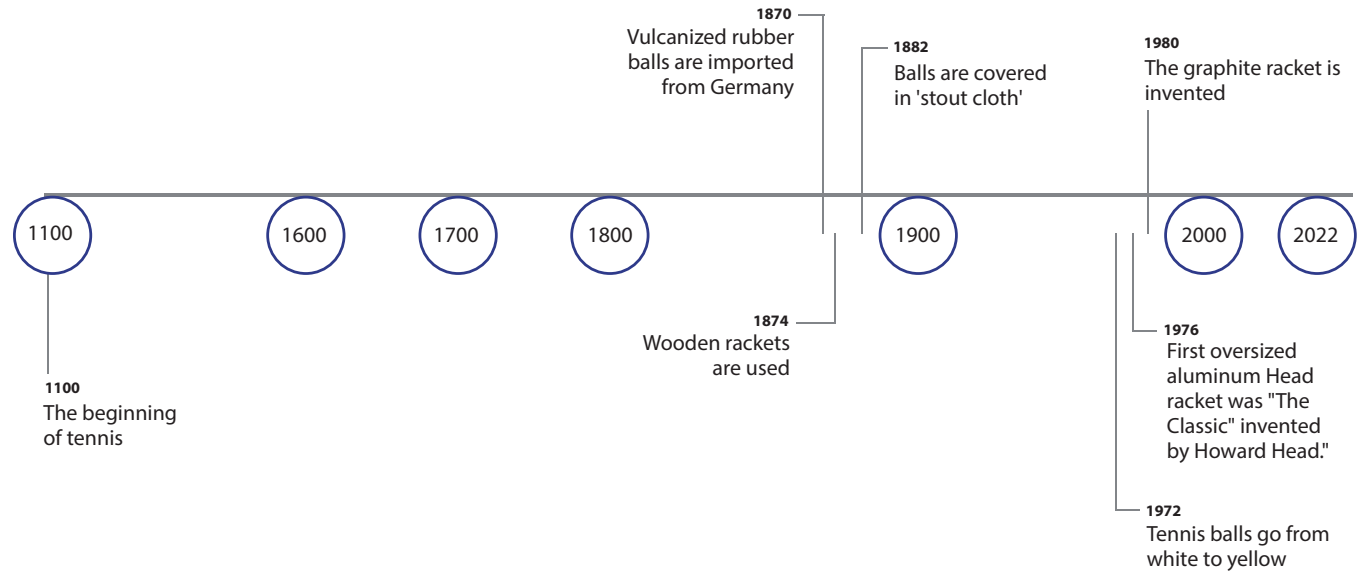 1870
Vulcanized rubber
balls are imported
from Germany
1882
Balls are covered
in 'stout cloth'
1980
The graphite racket is
invented
1100
1600
1700
1800
1900
2000
2022
1100
The beginning
of tennis
1874
Wooden rackets
are used
1976
First oversized
aluminum Head
racket was "The
Classic" invented
by Howard Head."
1972
Tennis balls go from
white to yellow